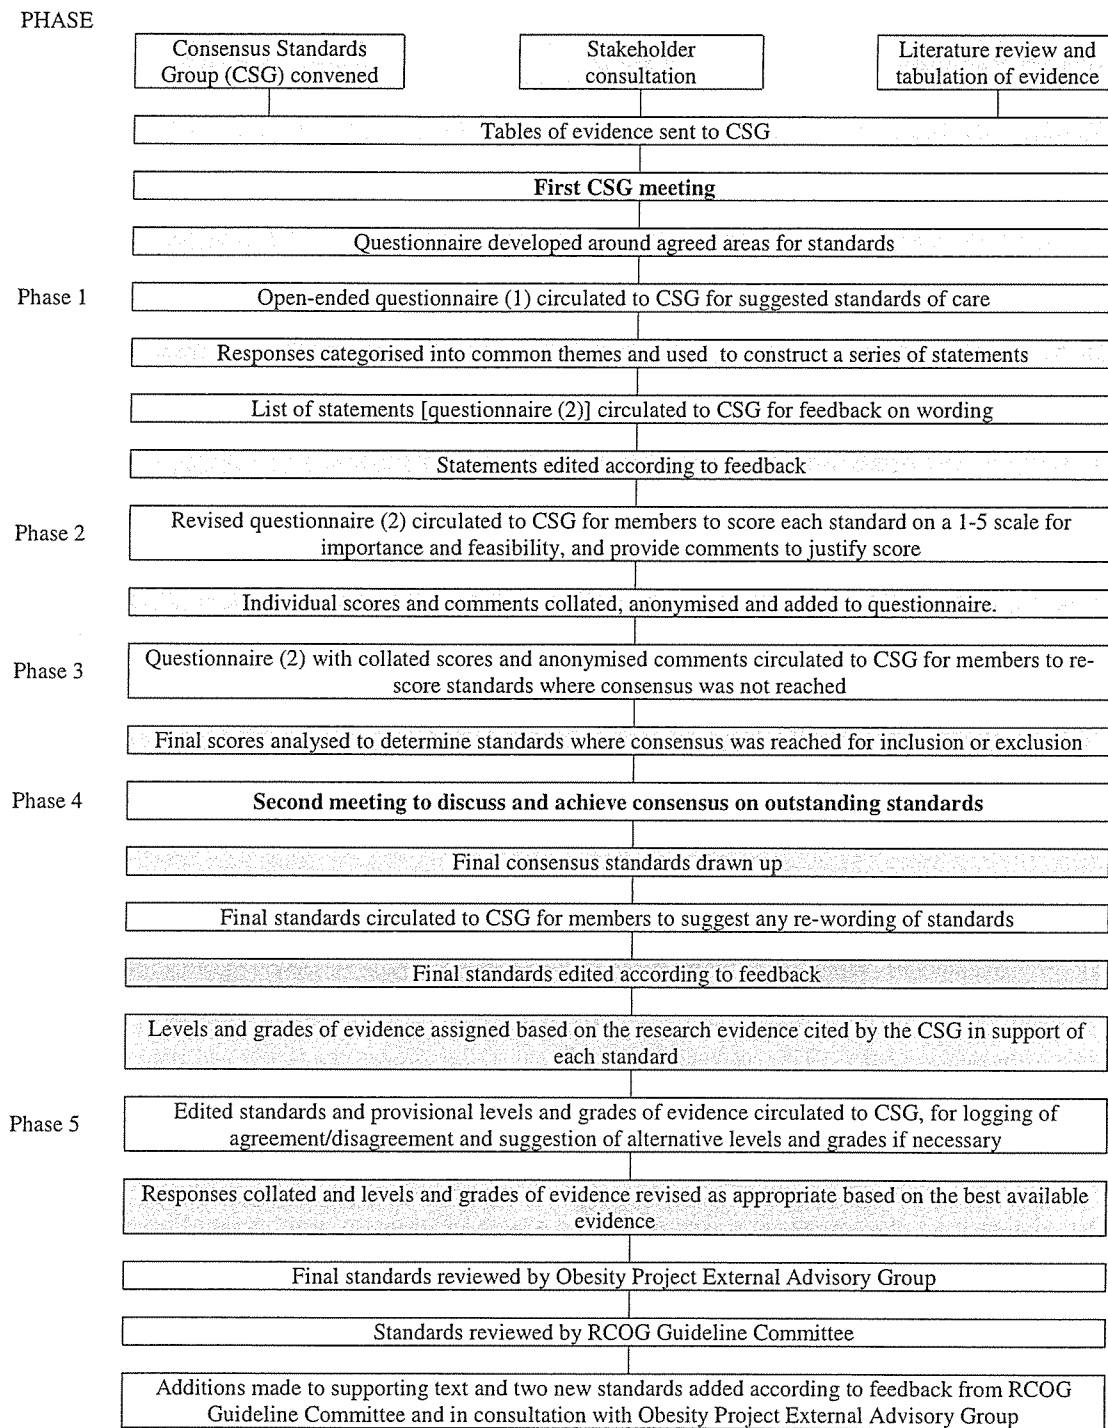 PHASE
Consensus Standards
Group (CSG) convened
Stakeholder
consultation
Literature review and
tabulation of evidence
Tables of evidence sent to CSG
First CSG meeting
Questionnaire developed around agreed areas for standards
Phase 1
Open-ended questionnaire (1) circulated to CSG for suggested standards of care
Responses categorised into common themes and used to construct a series of statements
List of statements [questionnaire (2)] circulated to CSG for feedback on wording
Statements edited according to feedback
Phase 2
Revised questionnaire (2) circulated to CSG for members to score each standard on a 1-5 scale for
importance and feasibility, and provide comments to justify score
Individual scores and comments collated, anonymised and added to questionnaire.
Phase 3
Questionnaire (2) with collated scores and anonymised comments circulated to CSG for members to re-
score standards where consensus was not reached
Final scores analysed to determine standards where consensus was reached for inclusion or exclusion
Phase 4
Second meeting to discuss and achieve consensus on outstanding standards
Final consensus standards drawn up
Final standards circulated to CSG for members to suggest any re-wording of standards
Final standards edited according to feedback
Levels and grades of evidence assigned based on the research evidence cited by the CSG in support of
each standard
Phase 5
Edited standards and provisional levels and grades of evidence circulated to CSG, for logging of
agreement/disagreement and suggestion of alternative levels and grades if necessary
Responses collated and levels and grades of evidence revised as appropriate based on the best available
evidence
Final standards reviewed by Obesity Project External Advisory Group
Standards reviewed by RCOG Guideline Committee
Additions made to supporting text and two new standards added according to feedback from RCOG
Guideline Committee and in consultation with Obesity Project External Advisory Group